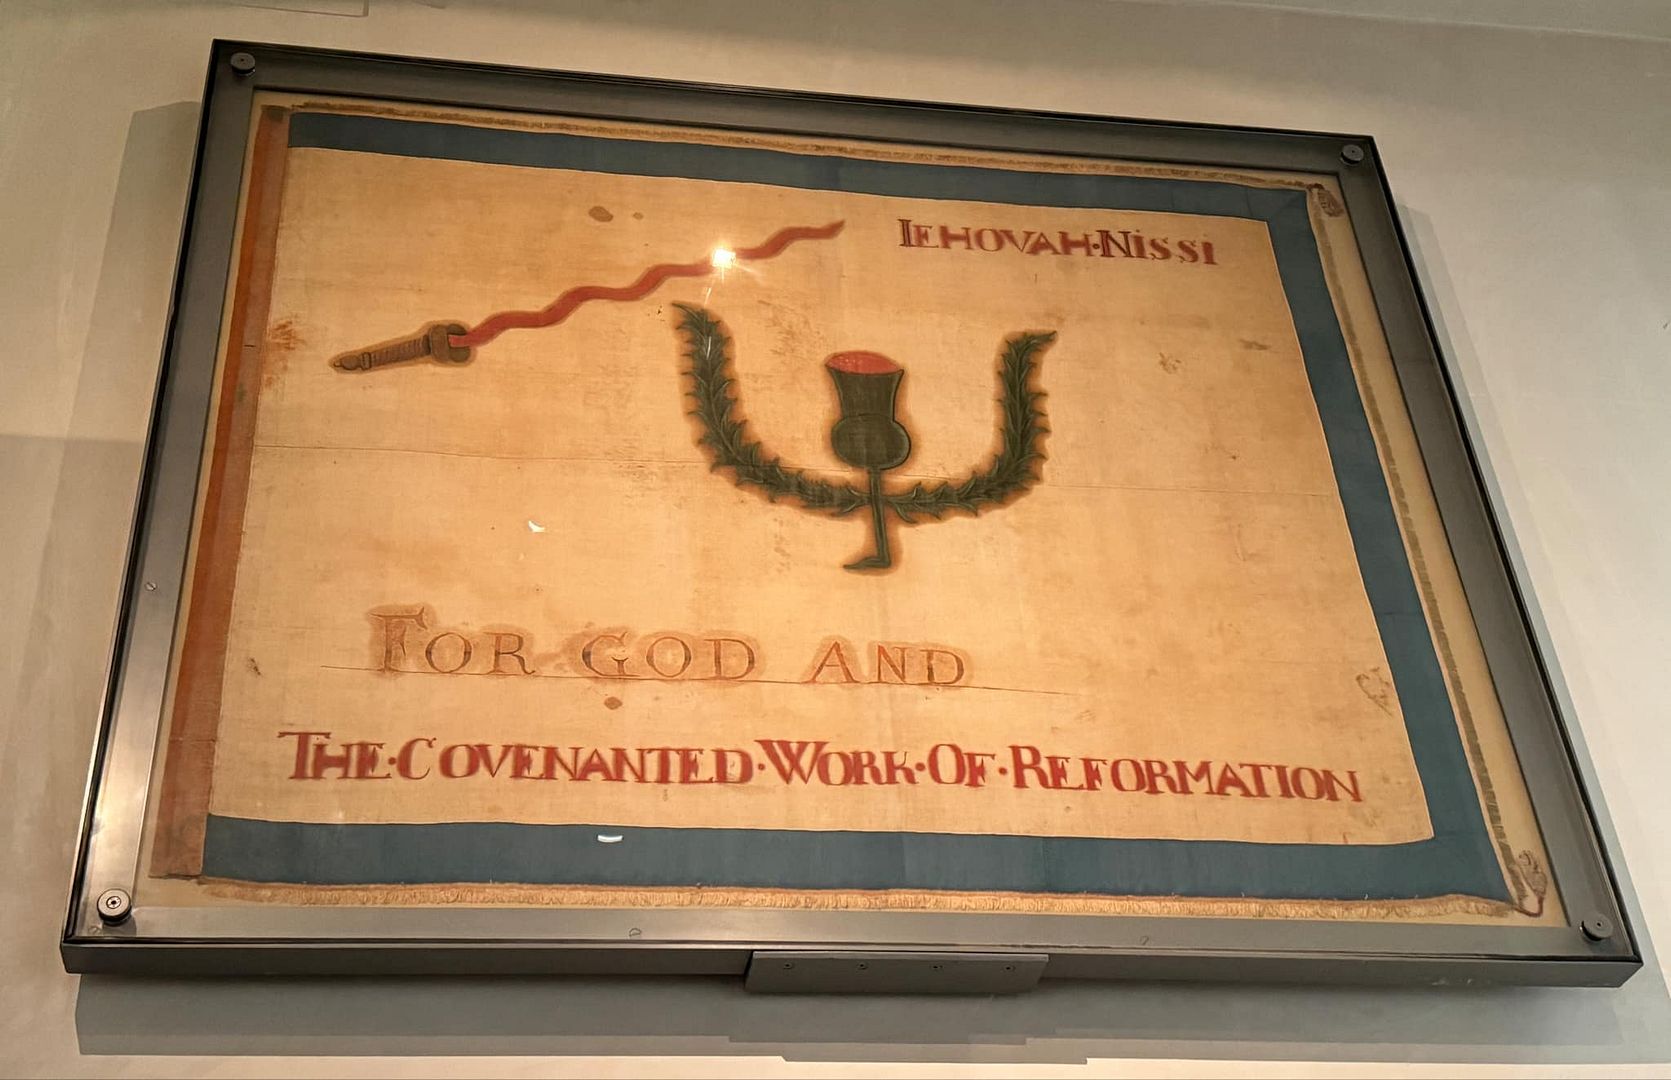 IEHOVAH·NISSI
FOR GOD AND
THE·COVENANTED·WORK·OF·REFORMATION